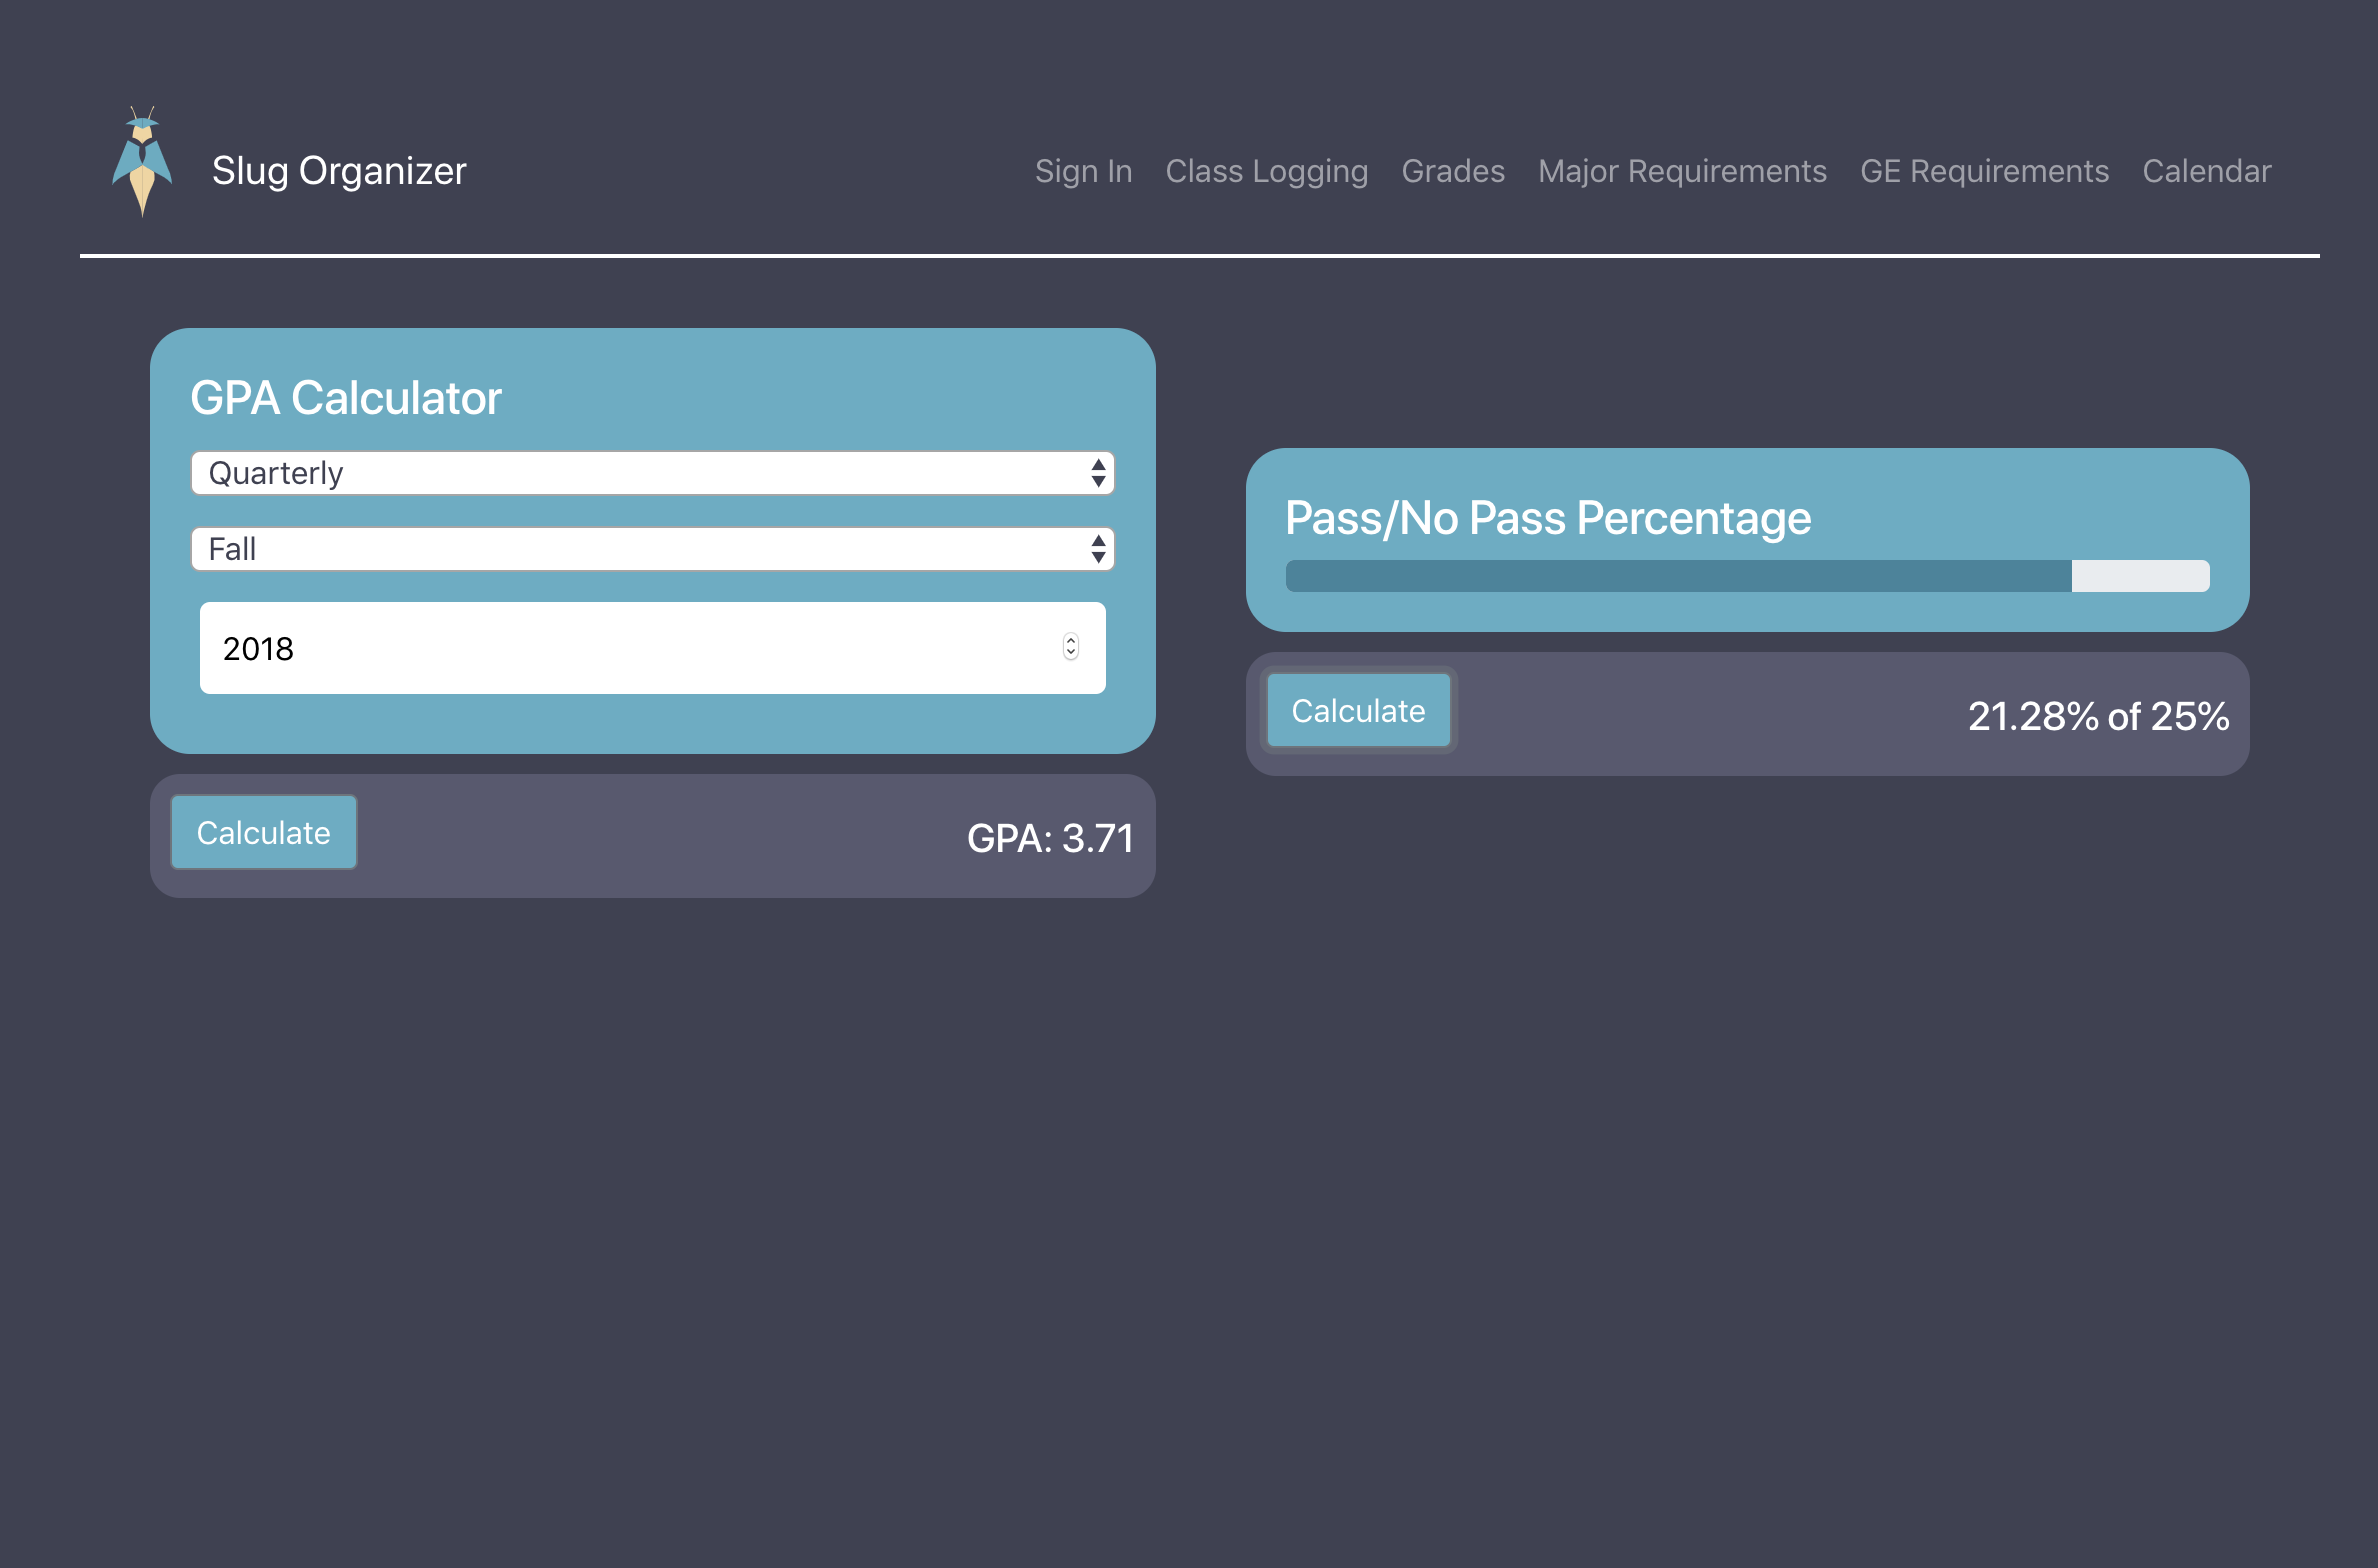 Slug Organizer
Sign In Class Logging Grades Major Requirements GE Requirements Calendar
GPA Calculator
Quarterly
Fall
2018
Calculate
GPA: 3.71
Pass/No Pass Percentage
Calculate
21.28% of 25%